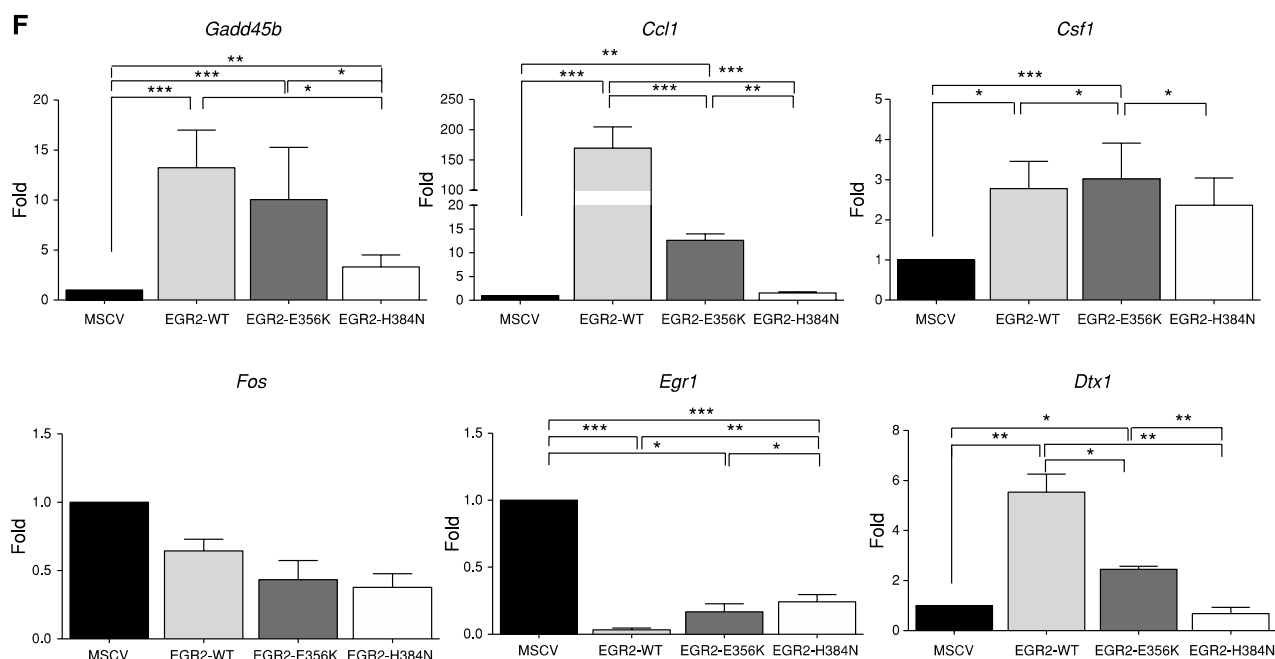 F
Gadd45b
**
***
*
***
*
20
15
10
5
0
Fold
MSCV
EGR2-WT
EGR2-E356K
EGR2-H384N
Ccl1
**
***
***
***
**
250
200
150
100
20
15
10
5
0
Fold
MSCV
EGR2-WT
EGR2-E356K
EGR2-H384N
Csf1
***
*
*
*
5
4
3
2
1
0
Fold
MSCV
EGR2-WT
EGR2-E356K
EGR2-H384N
Fos
1.5
1.0
0.5
0.0
Fold
MSCV
EGR2-WT
EGR2-E356K
EGR2-H384N
Egr1
***
***
**
*
*
1.5
1.0
0.5
0.0
Fold
MSCV
EGR2-WT
EGR2-E356K
EGR2-H384N
Dtx1
*
**
**
**
*
8
6
4
2
0
Fold
MSCV
EGR2-WT
EGR2-E356K
EGR2-H384N